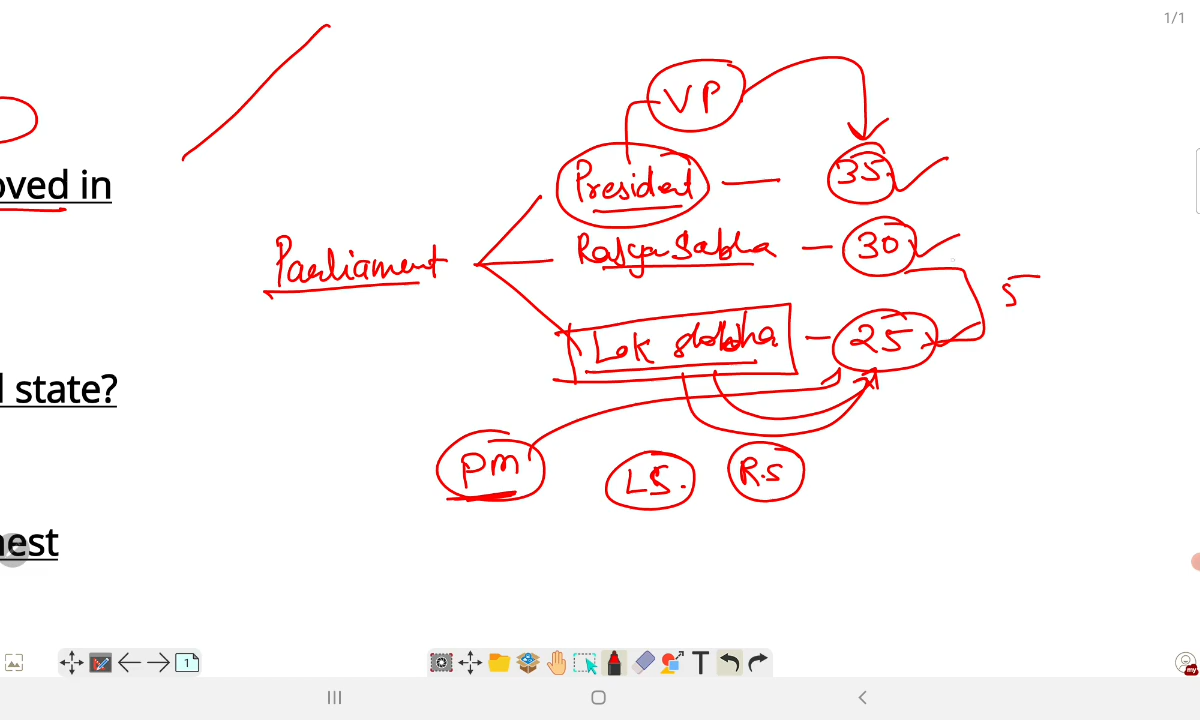 1/1
VP
President — 35
oved in
Rajya Sabha — 30
Parliament
5
Lok Sabha — 25
l state?
PM
LS.
R.S
nest
1
T